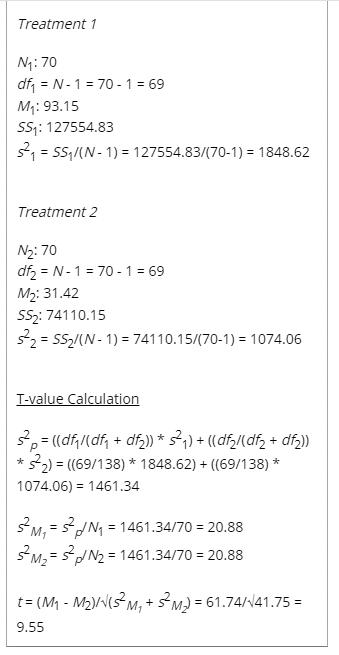 Treatment 1
N₁: 70
df₁ = N - 1 = 70 - 1 = 69
M₁: 93.15
SS₁: 127554.83
s²₁ = SS₁/(N - 1) = 127554.83/(70-1) = 1848.62
Treatment 2
N₂: 70
df₂ = N - 1 = 70 - 1 = 69
M₂: 31.42
SS₂: 74110.15
s²₂ = SS₂/(N - 1) = 74110.15/(70-1) = 1074.06
T-value Calculation
s²ₚ = ((df₁/(df₁ + df₂)) * s²₁) + ((df₂/(df₂ + df₂))
* s²₂) = ((69/138) * 1848.62) + ((69/138) *
1074.06) = 1461.34
s²M₁ = s²ₚ/N₁ = 1461.34/70 = 20.88
s²M₂ = s²ₚ/N₂ = 1461.34/70 = 20.88
t = (M₁ - M₂)/√(s²M₁ + s²M₂) = 61.74/√41.75 =
9.55